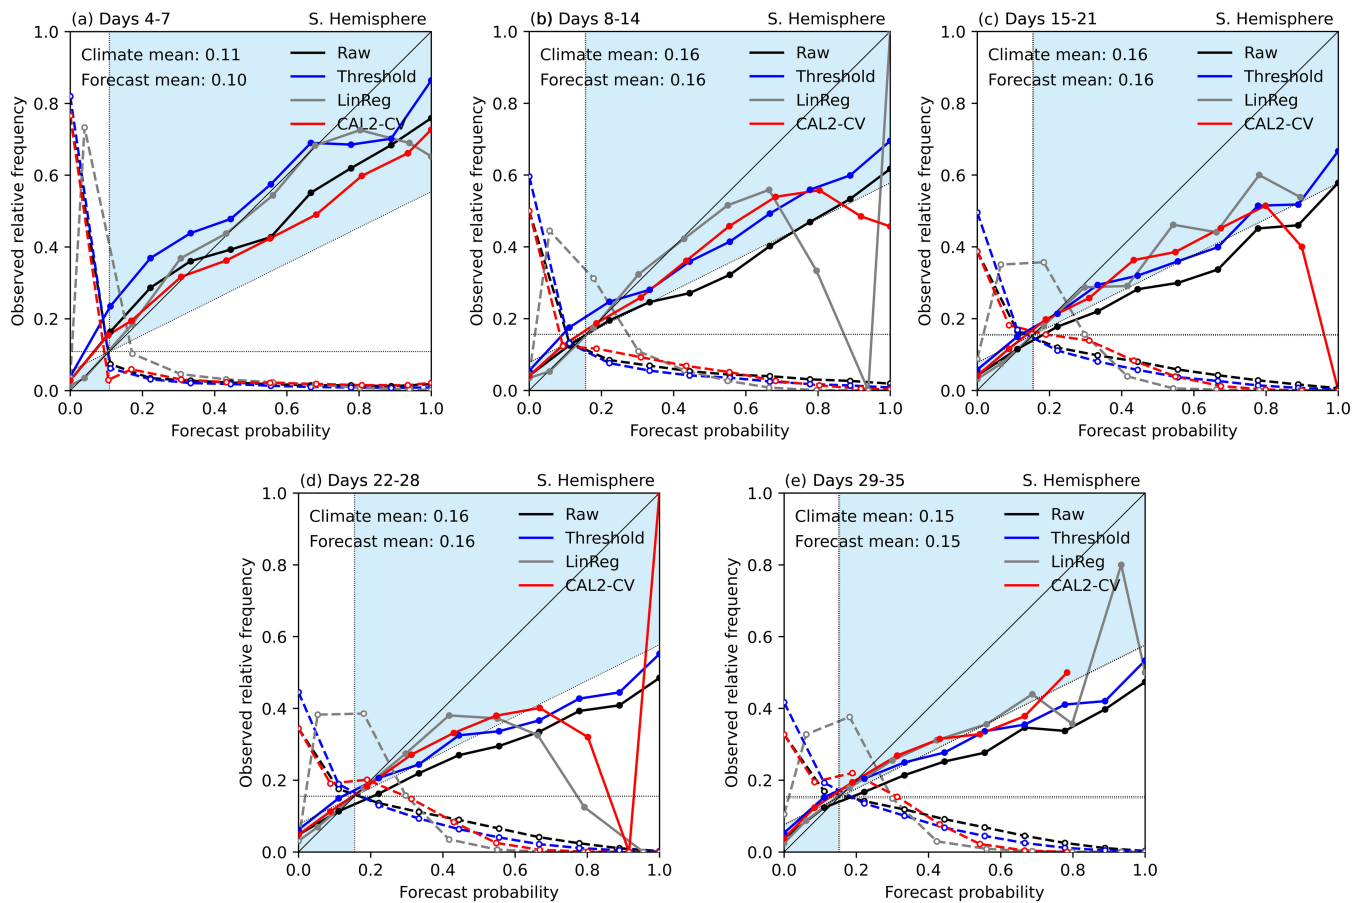 (a) Days 4-7 S. Hemisphere
Climate mean: 0.11
Forecast mean: 0.10
Raw
Threshold
LinReg
CAL2-CV
1.0
0.8
0.6
0.4
0.2
0.0
Observed relative frequency
0.0 0.2 0.4 0.6 0.8 1.0
Forecast probability
(b) Days 8-14 S. Hemisphere
Climate mean: 0.16
Forecast mean: 0.16
Raw
Threshold
LinReg
CAL2-CV
1.0
0.8
0.6
0.4
0.2
0.0
Observed relative frequency
0.0 0.2 0.4 0.6 0.8 1.0
Forecast probability
(c) Days 15-21 S. Hemisphere
Climate mean: 0.16
Forecast mean: 0.16
Raw
Threshold
LinReg
CAL2-CV
1.0
0.8
0.6
0.4
0.2
0.0
Observed relative frequency
0.0 0.2 0.4 0.6 0.8 1.0
Forecast probability
(d) Days 22-28 S. Hemisphere
Climate mean: 0.16
Forecast mean: 0.16
Raw
Threshold
LinReg
CAL2-CV
1.0
0.8
0.6
0.4
0.2
0.0
Observed relative frequency
0.0 0.2 0.4 0.6 0.8 1.0
Forecast probability
(e) Days 29-35 S. Hemisphere
Climate mean: 0.15
Forecast mean: 0.15
Raw
Threshold
LinReg
CAL2-CV
1.0
0.8
0.6
0.4
0.2
0.0
Observed relative frequency
0.0 0.2 0.4 0.6 0.8 1.0
Forecast probability